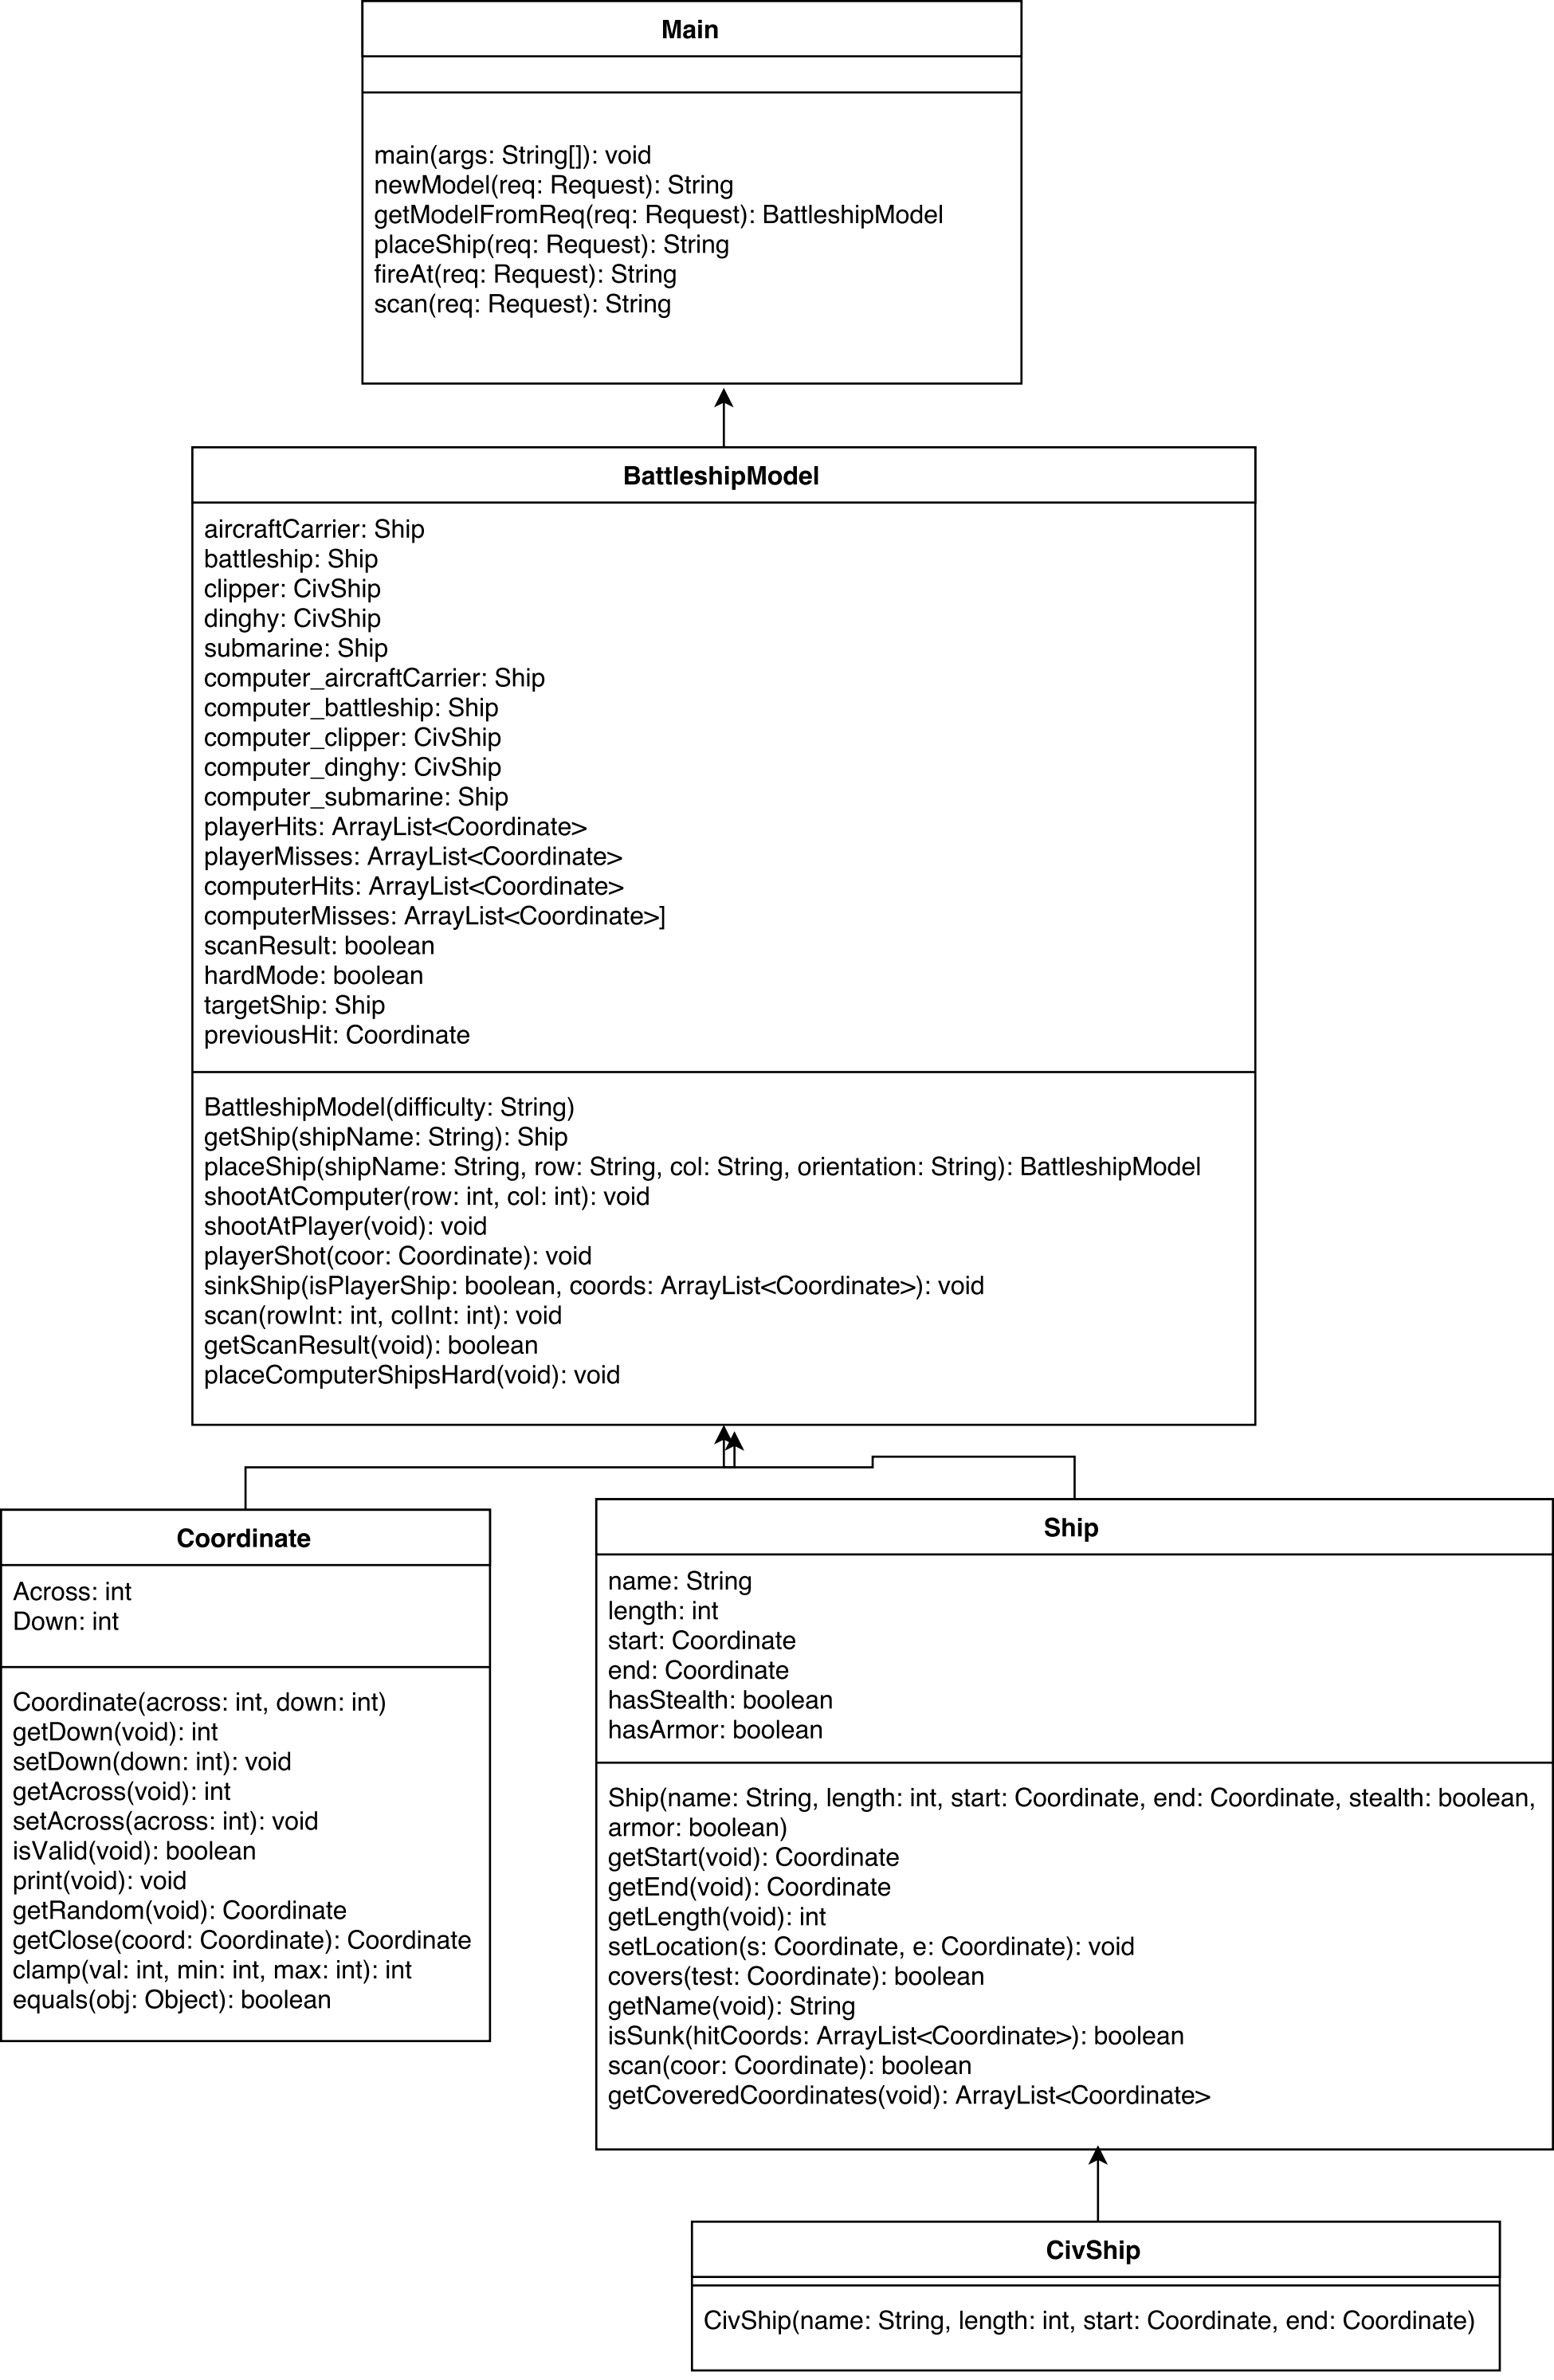 Main
main(args: String[]): void
newModel(req: Request): String
getModelFromReq(req: Request): BattleshipModel
placeShip(req: Request): String
fireAt(req: Request): String
scan(req: Request): String
BattleshipModel
aircraftCarrier: Ship
battleship: Ship
clipper: CivShip
dinghy: CivShip
submarine: Ship
computer_aircraftCarrier: Ship
computer_battleship: Ship
computer_clipper: CivShip
computer_dinghy: CivShip
computer_submarine: Ship
playerHits: ArrayList<Coordinate>
playerMisses: ArrayList<Coordinate>
computerHits: ArrayList<Coordinate>
computerMisses: ArrayList<Coordinate>]
scanResult: boolean
hardMode: boolean
targetShip: Ship
previousHit: Coordinate
BattleshipModel(difficulty: String)
getShip(shipName: String): Ship
placeShip(shipName: String, row: String, col: String, orientation: String): BattleshipModel
shootAtComputer(row: int, col: int): void
shootAtPlayer(void): void
playerShot(coor: Coordinate): void
sinkShip(isPlayerShip: boolean, coords: ArrayList<Coordinate>): void
scan(rowInt: int, colInt: int): void
getScanResult(void): boolean
placeComputerShipsHard(void): void
Coordinate
Across: int
Down: int
Coordinate(across: int, down: int)
getDown(void): int
setDown(down: int): void
getAcross(void): int
setAcross(across: int): void
isValid(void): boolean
print(void): void
getRandom(void): Coordinate
getClose(coord: Coordinate): Coordinate
clamp(val: int, min: int, max: int): int
equals(obj: Object): boolean
Ship
name: String
length: int
start: Coordinate
end: Coordinate
hasStealth: boolean
hasArmor: boolean
Ship(name: String, length: int, start: Coordinate, end: Coordinate, stealth: boolean,
armor: boolean)
getStart(void): Coordinate
getEnd(void): Coordinate
getLength(void): int
setLocation(s: Coordinate, e: Coordinate): void
covers(test: Coordinate): boolean
getName(void): String
isSunk(hitCoords: ArrayList<Coordinate>): boolean
scan(coor: Coordinate): boolean
getCoveredCoordinates(void): ArrayList<Coordinate>
CivShip
CivShip(name: String, length: int, start: Coordinate, end: Coordinate)